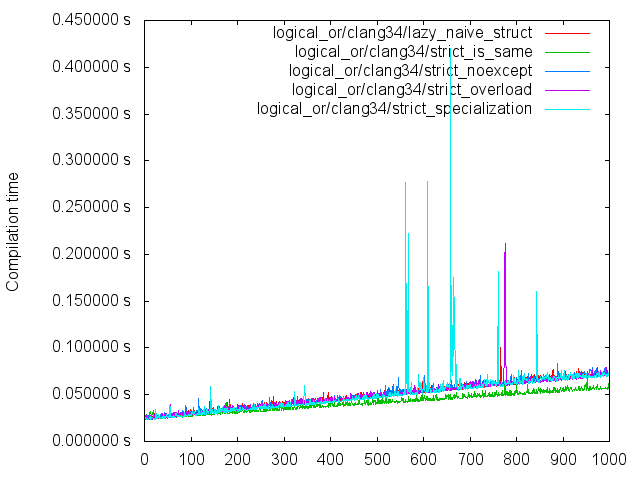 0.450000 s
0.400000 s
0.350000 s
0.300000 s
0.250000 s
0.200000 s
0.150000 s
0.100000 s
0.050000 s
0.000000 s
Compilation time
logical_or/clang34/lazy_naive_struct
logical_or/clang34/strict_is_same
logical_or/clang34/strict_noexcept
logical_or/clang34/strict_overload
logical_or/clang34/strict_specialization
0 100 200 300 400 500 600 700 800 900 1000